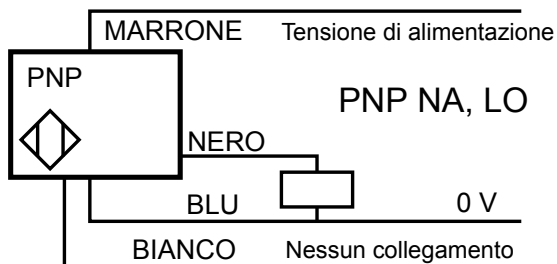 MARRONE Tensione di alimentazione
PNP
PNP NA, LO
NERO
BLU 0 V
BIANCO Nessun collegamento